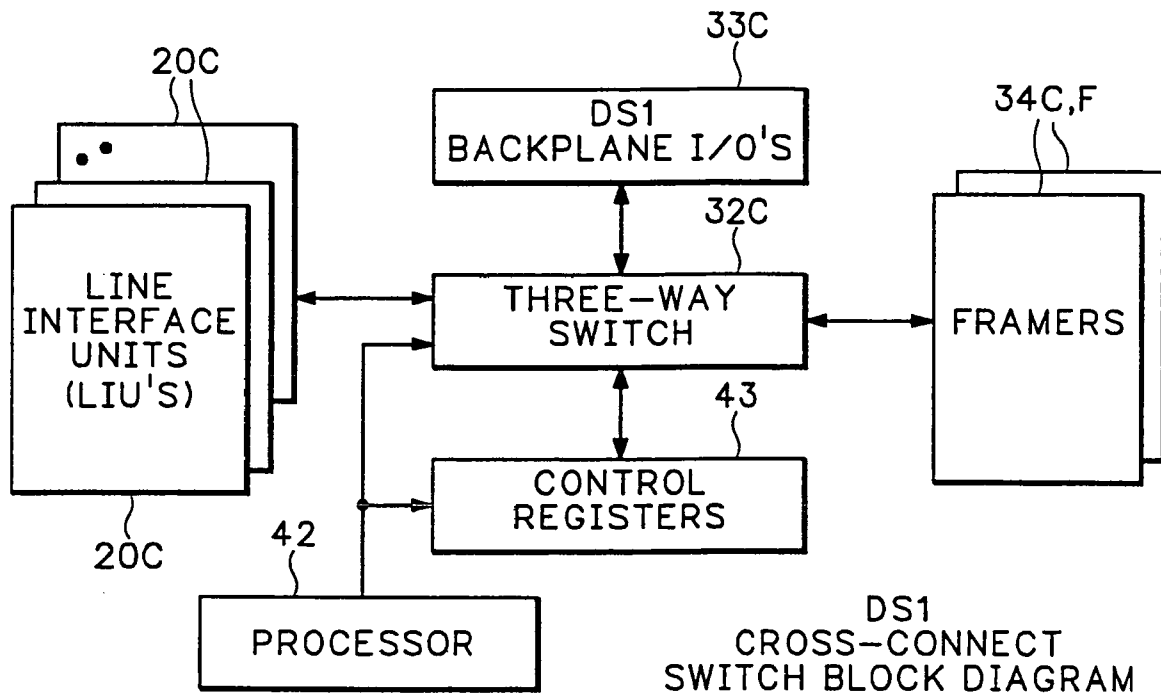 33C
20C
34C,F
DS1
BACKPLANE I/O'S
32C
LINE
INTERFACE
UNITS
(LIU'S)
THREE-WAY
SWITCH
FRAMERS
43
CONTROL
REGISTERS
20C
42
PROCESSOR
DS1
CROSS-CONNECT
SWITCH BLOCK DIAGRAM